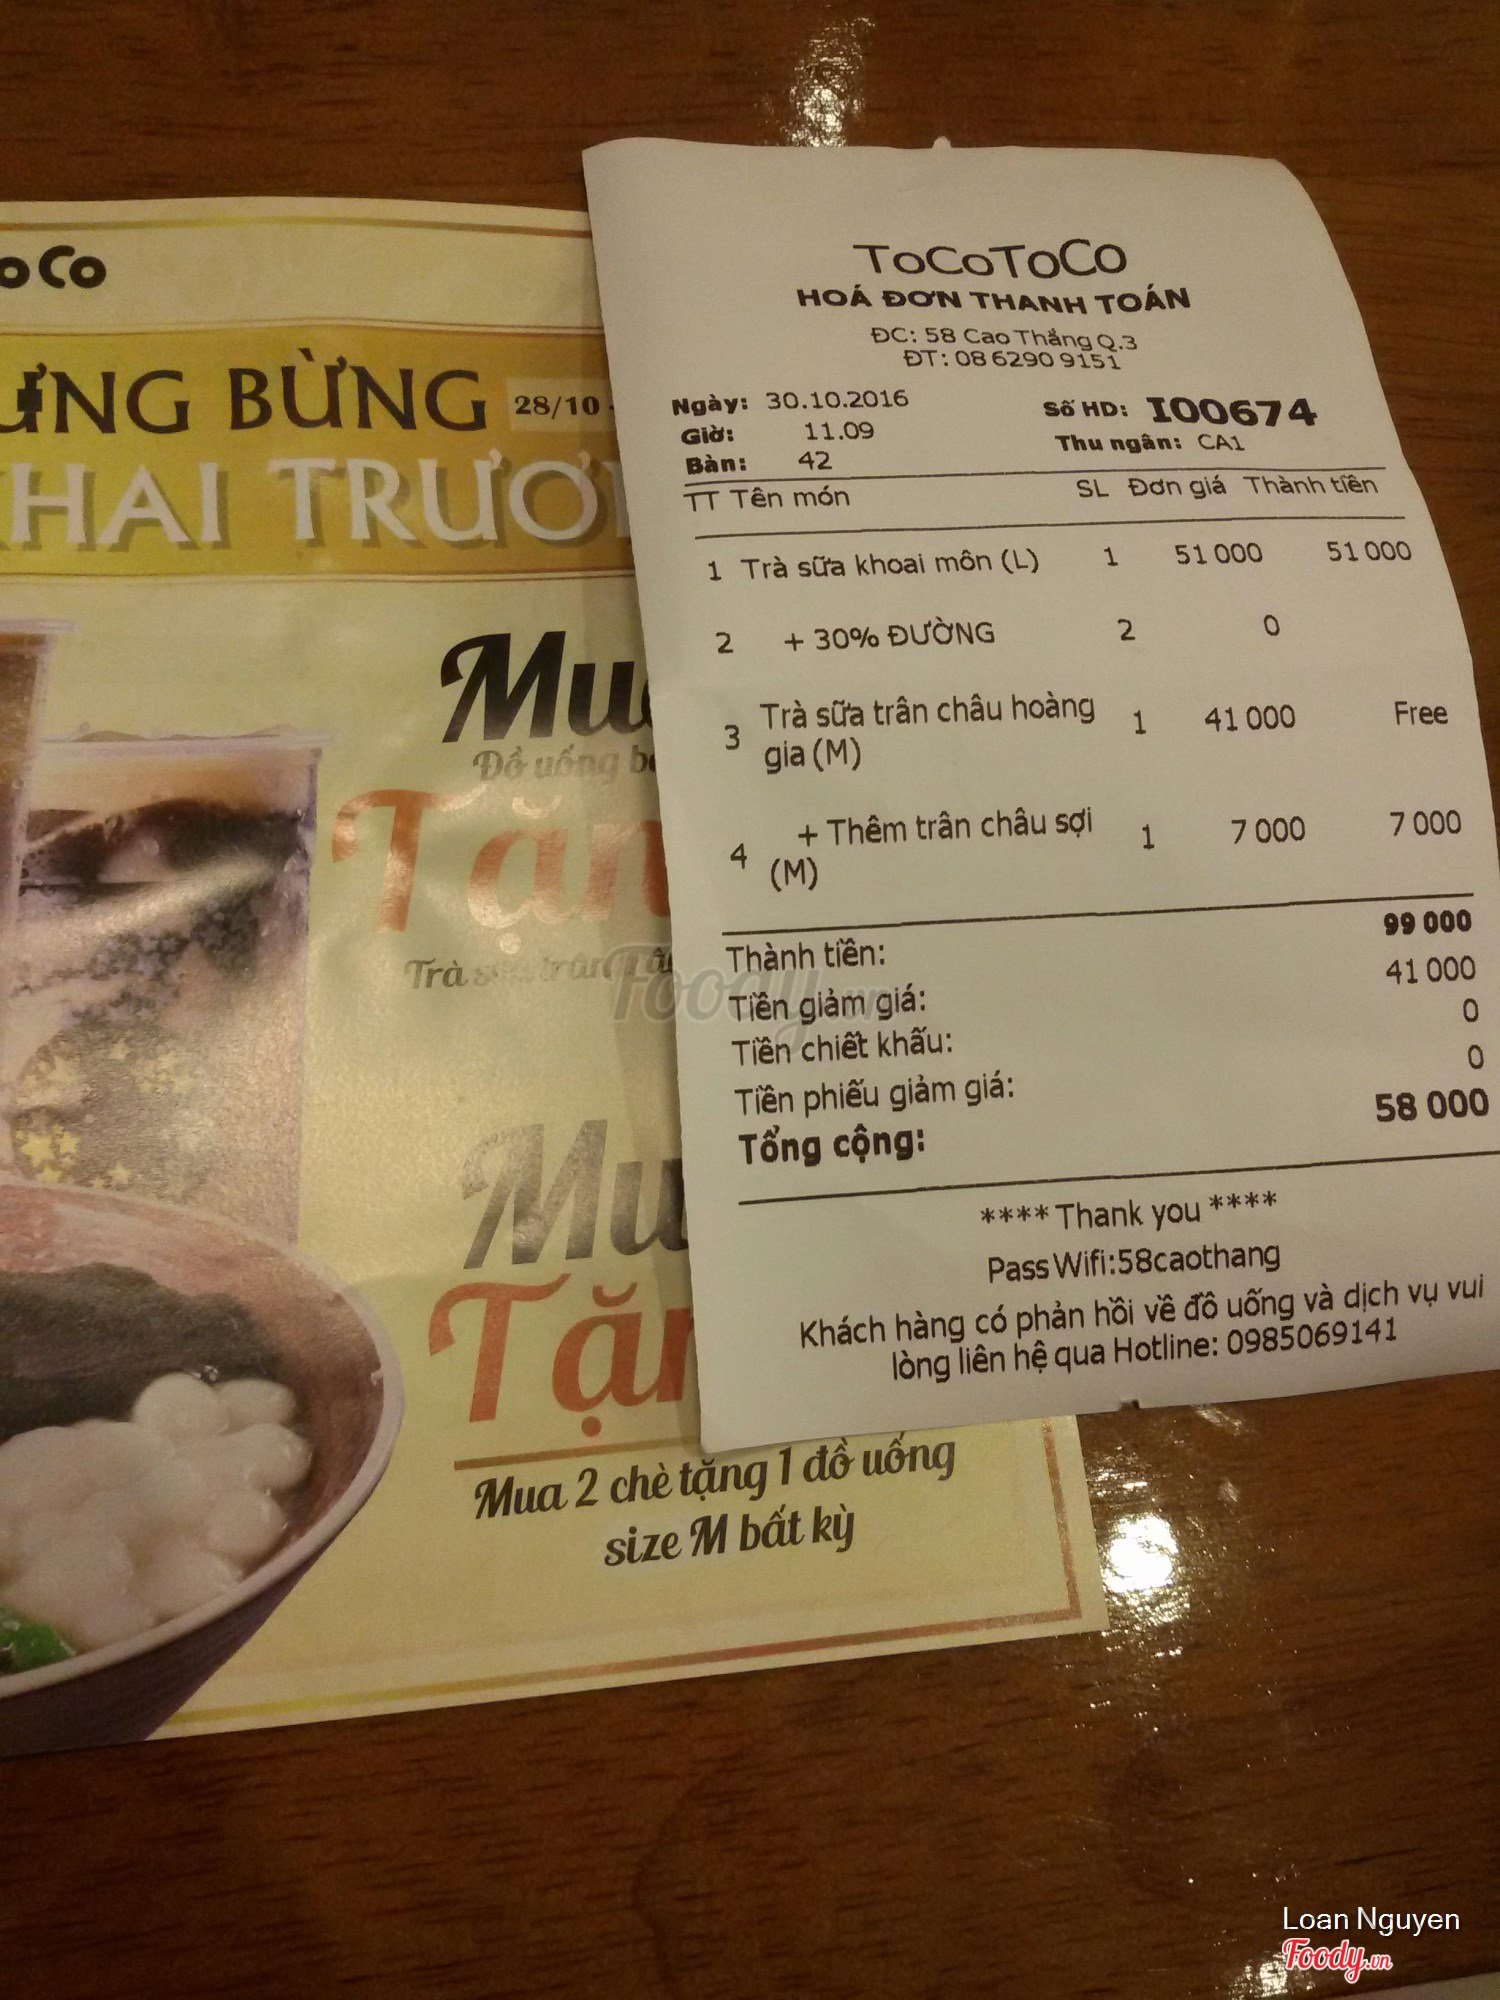 oCo
ƯNG BỪNG 28/10 -
KHAI TRƯƠ
Mu
Đồ uống b
Tặn
Trà sữa trân
Mu
Tặn
Mua 2 chè tặng 1 đồ uống
size M bất kỳ
ToCoToCo
HOÁ ĐƠN THANH TOÁN
ĐC: 58 Cao Thắng Q.3
ĐT: 08 6290 9151
Ngày: 30.10.2016 Số HD: I00674
Giờ: 11.09 Thu ngân: CA1
Bàn: 42
TT Tên món SL Đơn giá Thành tiền
1 Trà sữa khoai môn (L) 1 51 000 51 000
2 + 30% ĐƯỜNG 2 0
3 Trà sữa trân châu hoàng 1 41 000 Free
gia (M)
4 + Thêm trân châu sợi 1 7 000 7 000
(M)
Thành tiền: 99 000
Tiền giảm giá: 41 000
Tiền chiết khấu: 0
Tiền phiếu giảm giá: 0
Tổng cộng: 58 000
**** Thank you ****
Pass Wifi:58caothang
Khách hàng có phản hồi về đồ uống và dịch vụ vui
lòng liên hệ qua Hotline: 0985069141
Foody.vn
Loan Nguyen
Foody.vn